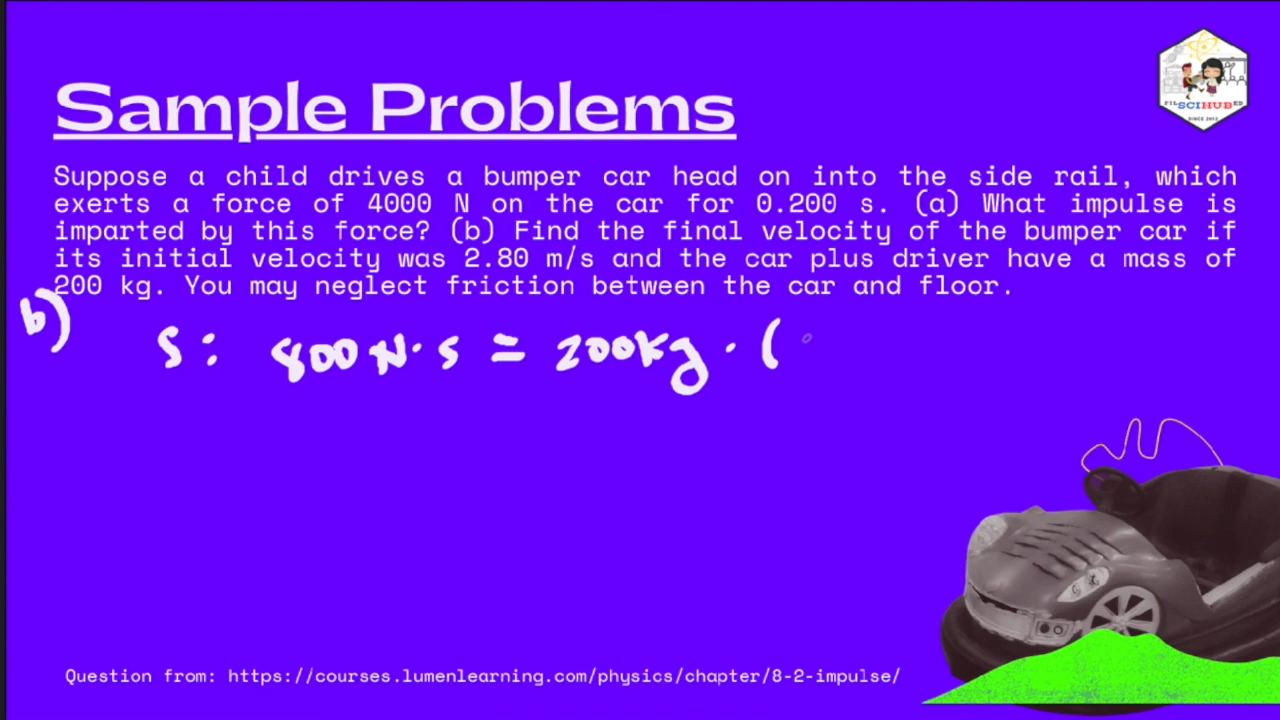 Sample Problems
Suppose a child drives a bumper car head on into the side rail, which
exerts a force of 4000 N on the car for 0.200 s. (a) What impulse is
imparted by this force? (b) Find the final velocity of the bumper car if
its initial velocity was 2.80 m/s and the car plus driver have a mass of
200 kg. You may neglect friction between the car and floor.
b)
S: 800 N·s = 200kg · (
Question from: https://courses.lumenlearning.com/physics/chapter/8-2-impulse/
FILSCIHUBED
SINCE 2013